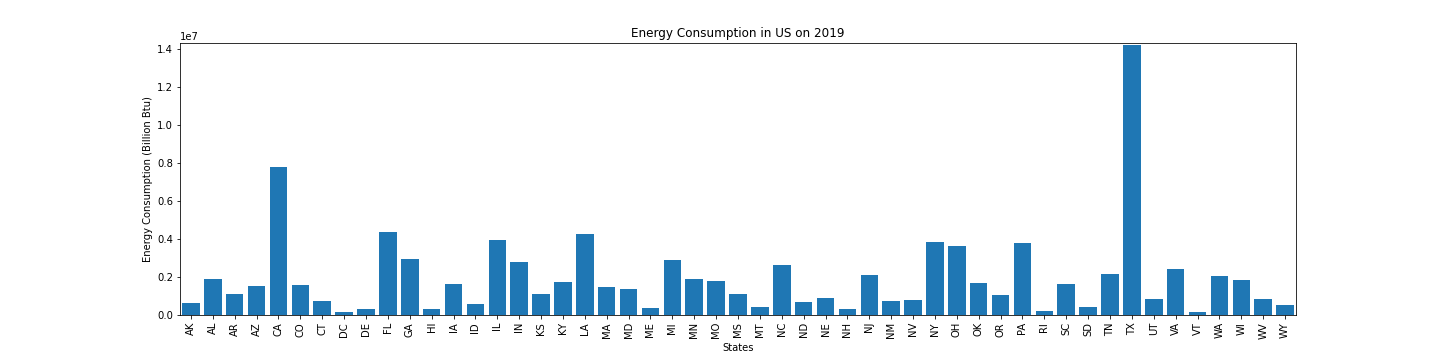 Energy Consumption in US on 2019
1e7
1.4
1.2
1.0
0.8
0.6
0.4
0.2
0.0
Energy Consumption (Billion Btu)
AK AL AR AZ CA CO CT DC DE FL GA HI IA ID IL IN KS KY LA MA MD ME MI MN MO MS MT NC ND NE NH NJ NM NV NY OH OK OR PA RI SC SD TN TX UT VA VT WA WI WV WY
States